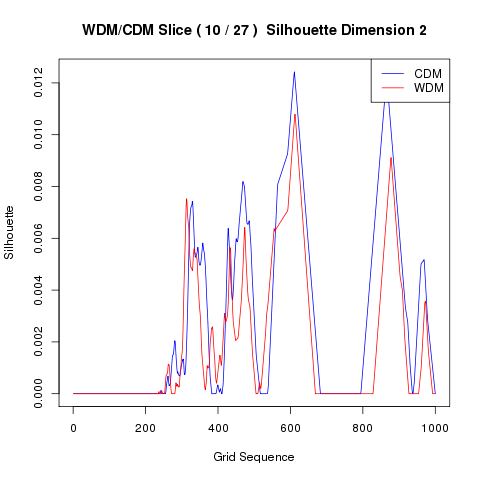 WDM/CDM Slice ( 10 / 27 )  Silhouette Dimension 2
CDM
WDM
Silhouette
0.012
0.010
0.008
0.006
0.004
0.002
0.000
0 200 400 600 800 1000
Grid Sequence